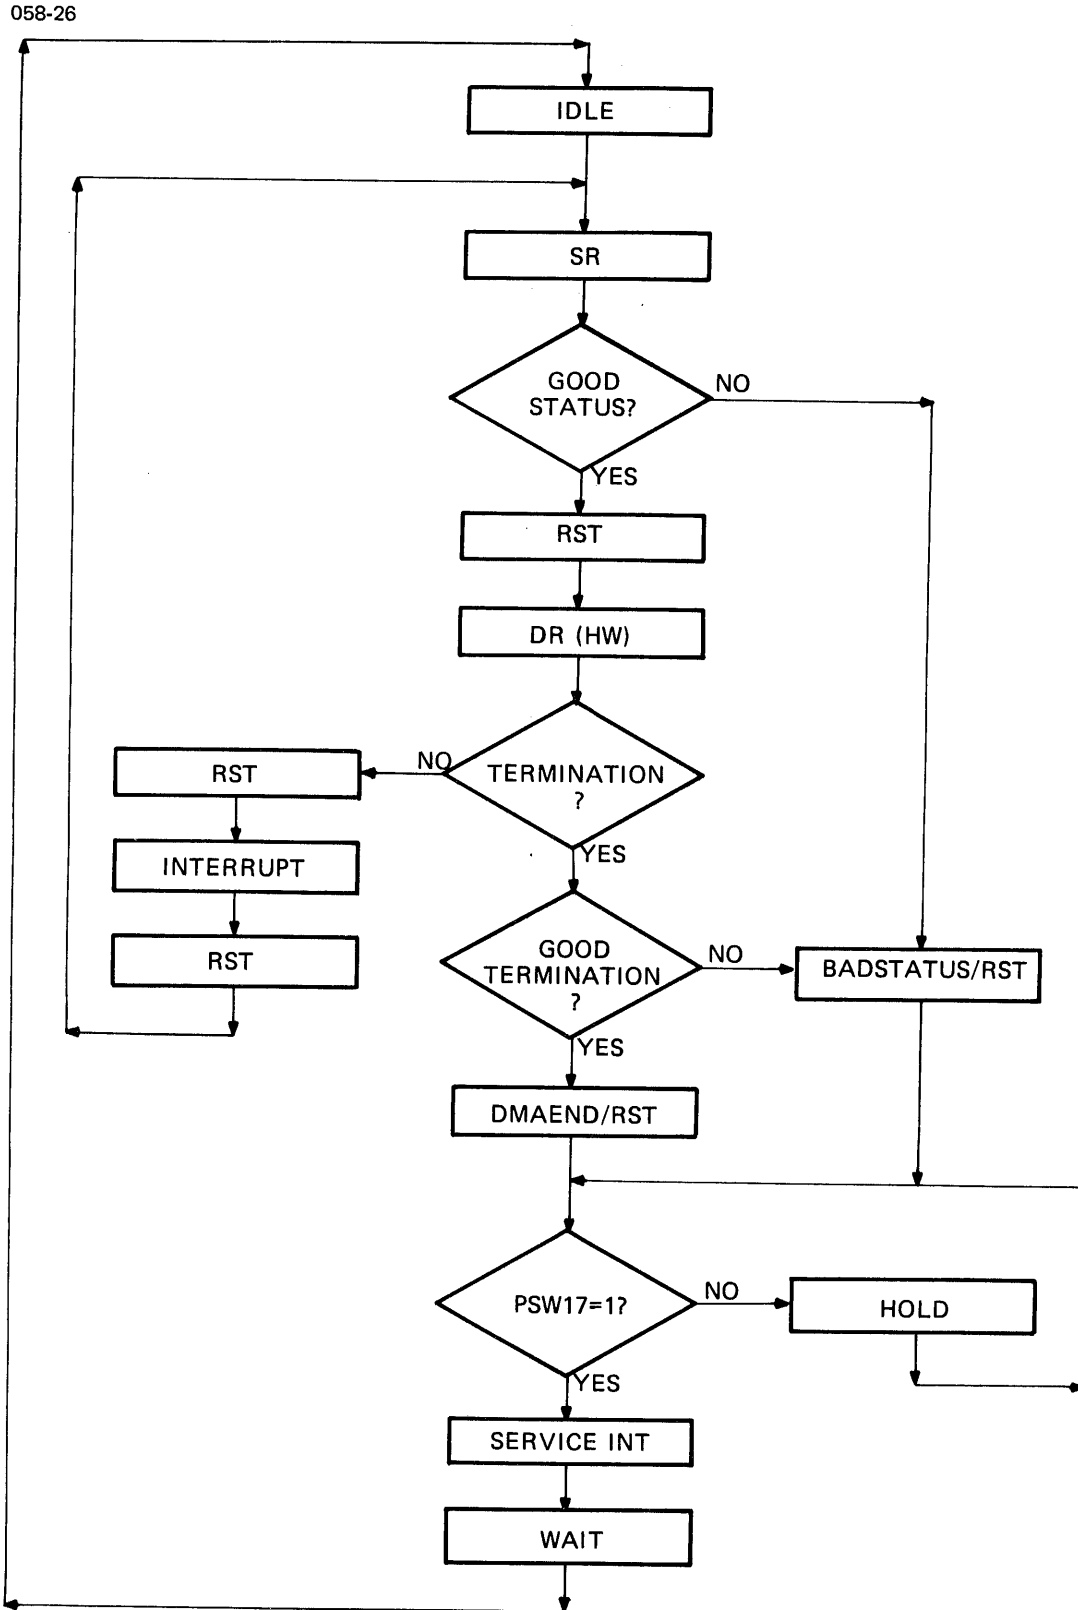 058-26
IDLE
SR
GOOD
STATUS?
NO
YES
RST
DR (HW)
TERMINATION
?
NO
YES
RST
INTERRUPT
RST
GOOD
TERMINATION
?
NO
YES
BADSTATUS/RST
DMAEND/RST
PSW17=1?
NO
YES
HOLD
SERVICE INT
WAIT